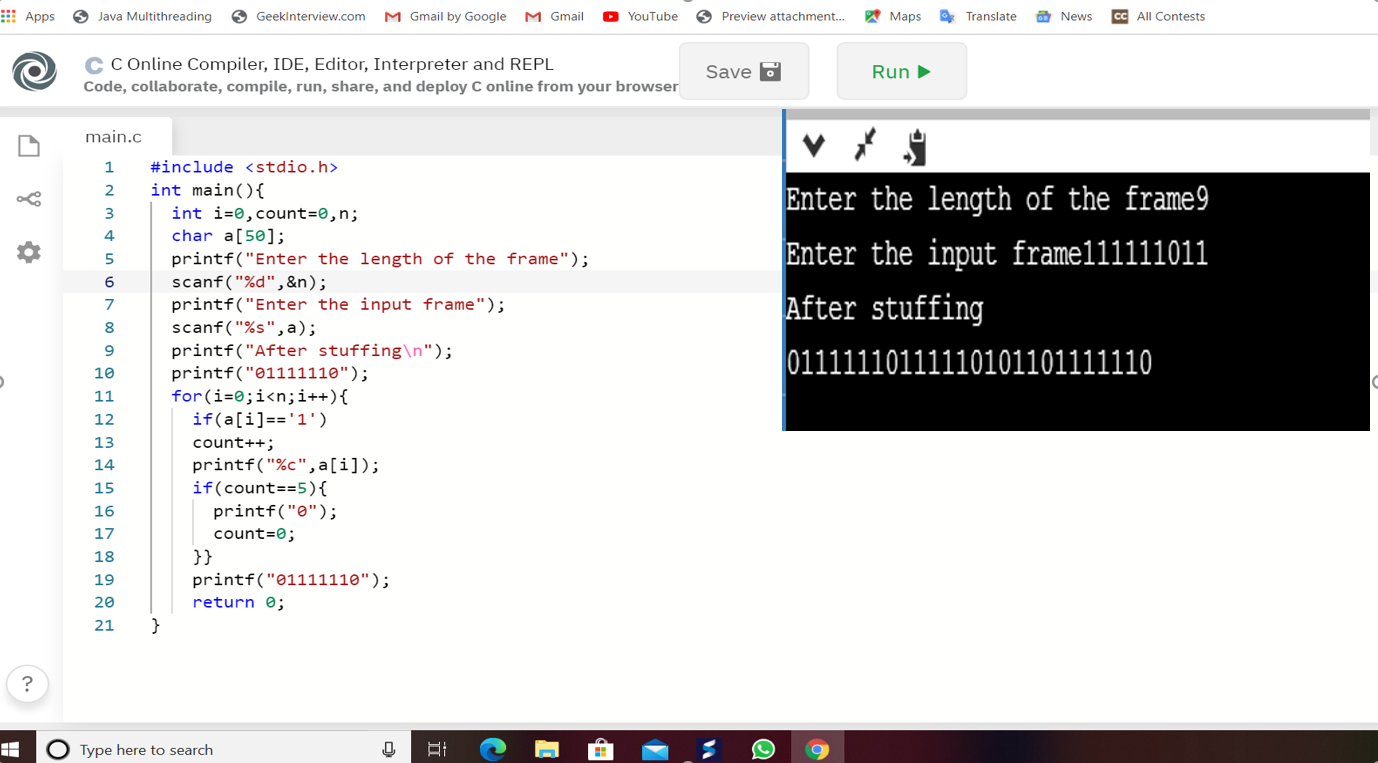 Apps Java Multithreading GeekInterview.com Gmail by Google Gmail YouTube Preview attachment... Maps Translate News CC All Contests
C C Online Compiler, IDE, Editor, Interpreter and REPL
Code, collaborate, compile, run, share, and deploy C online from your browser
Save
Run
main.c
1 #include <stdio.h>
2 int main(){
3 int i=0,count=0,n;
4 char a[50];
5 printf("Enter the length of the frame");
6 scanf("%d",&n);
7 printf("Enter the input frame");
8 scanf("%s",a);
9 printf("After stuffing\n");
10 printf("01111110");
11 for(i=0;i<n;i++){
12 if(a[i]=='1')
13 count++;
14 printf("%c",a[i]);
15 if(count==5){
16 printf("0");
17 count=0;
18 }}
19 printf("01111110");
20 return 0;
21 }
Enter the length of the frame9
Enter the input frame111111011
After stuffing
01111110111110101101111110
?
Type here to search